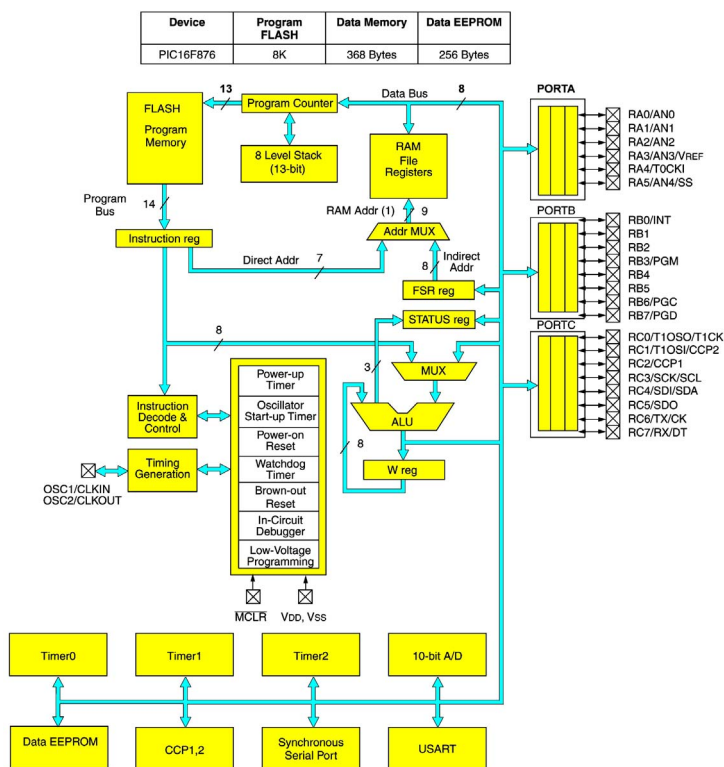 Device Program Data Memory Data EEPROM
FLASH
PIC16F876 8K 368 Bytes 256 Bytes
13
Data Bus
8
PORTA
FLASH
Program
Memory
Program Counter
8 Level Stack
(13-bit)
RAM
File
Registers
RA0/AN0
RA1/AN1
RA2/AN2
RA3/AN3/VREF
RA4/T0CKI
RA5/AN4/SS
Program
Bus
14
RAM Addr (1)
9
PORTB
Instruction reg
Addr MUX
Direct Addr
7
8
Indirect
Addr
FSR reg
STATUS reg
RB0/INT
RB1
RB2
RB3/PGM
RB4
RB5
RB6/PGC
RB7/PGD
PORTC
8
3
MUX
ALU
8
W reg
RC0/T1OSO/T1CK
RC1/T1OSI/CCP2
RC2/CCP1
RC3/SCK/SCL
RC4/SDI/SDA
RC5/SDO
RC6/TX/CK
RC7/RX/DT
Instruction
Decode &
Control
Timing
Generation
OSC1/CLKIN
OSC2/CLKOUT
Power-up
Timer
Oscillator
Start-up Timer
Power-on
Reset
Watchdog
Timer
Brown-out
Reset
In-Circuit
Debugger
Low-Voltage
Programming
MCLR
VDD, VSS
Timer0
Timer1
Timer2
10-bit A/D
Data EEPROM
CCP1,2
Synchronous
Serial Port
USART